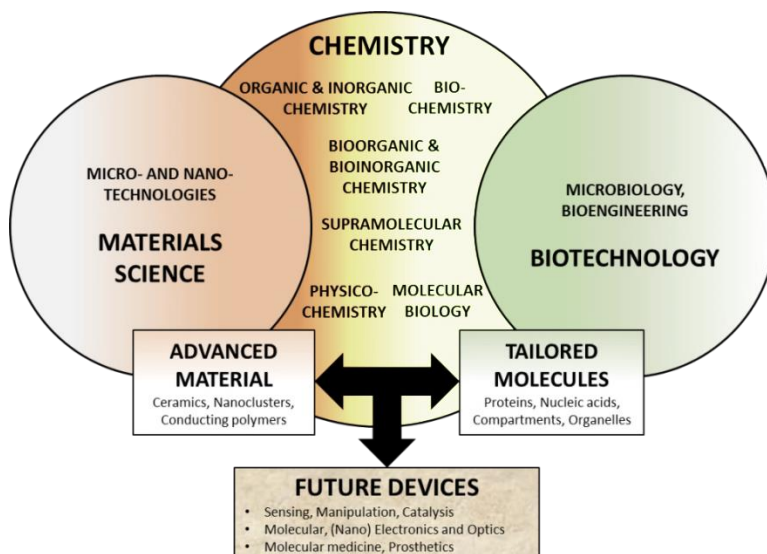 CHEMISTRY
ORGANIC & INORGANIC
CHEMISTRY
BIO-
CHEMISTRY
BIOORGANIC &
BIOINORGANIC
CHEMISTRY
SUPRAMOLECULAR
CHEMISTRY
PHYSICO-
CHEMISTRY
MOLECULAR
BIOLOGY
MICRO- AND NANO-
TECHNOLOGIES
MATERIALS
SCIENCE
MICROBIOLOGY,
BIOENGINEERING
BIOTECHNOLOGY
ADVANCED
MATERIAL
Ceramics, Nanoclusters,
Conducting polymers
TAILORED
MOLECULES
Proteins, Nucleic acids,
Compartments, Organelles
FUTURE DEVICES
• Sensing, Manipulation, Catalysis
• Molecular, (Nano) Electronics and Optics
• Molecular medicine, Prosthetics